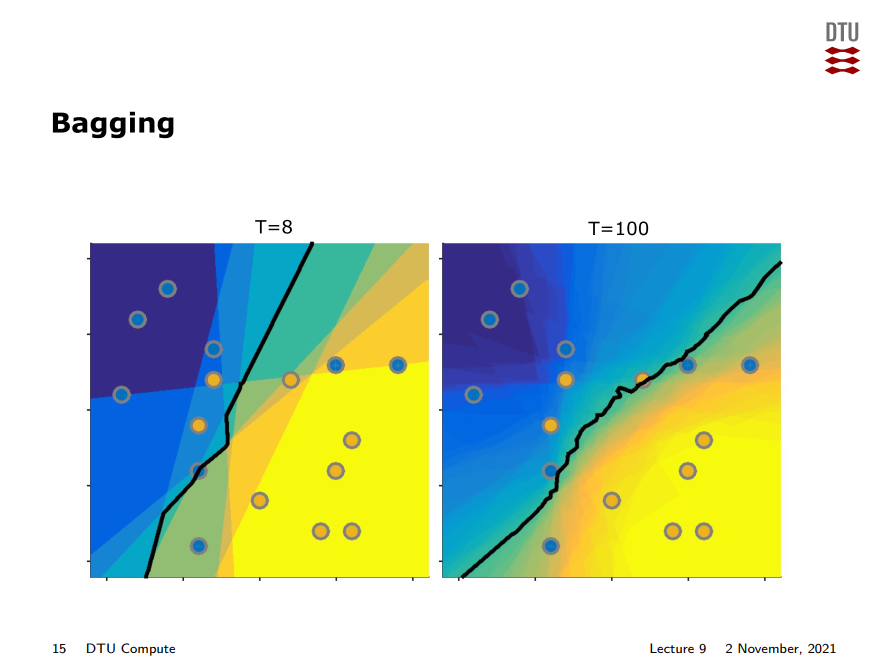 DTU
Bagging
T=8
T=100
15 DTU Compute
Lecture 9 2 November, 2021